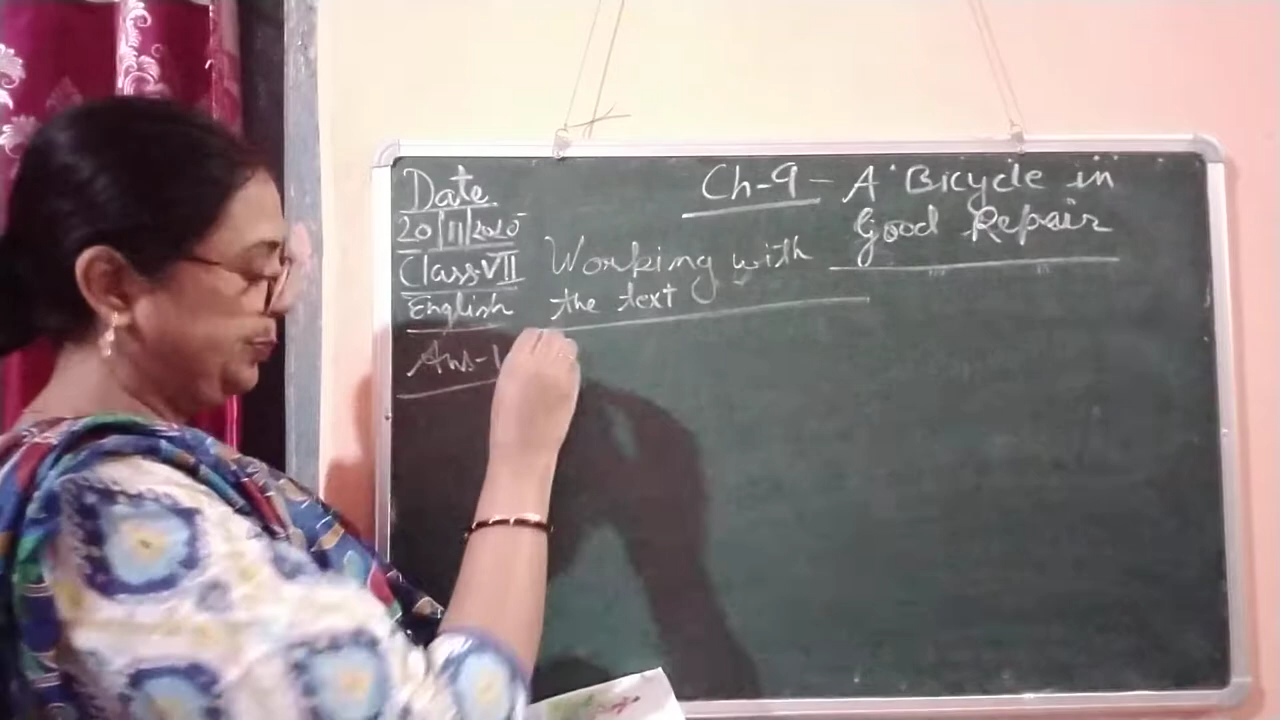 Date
20/11/2020
Class-VII
English
Ch-9 - A Bicycle in
Good Repair
Working with
the text
Ans-1